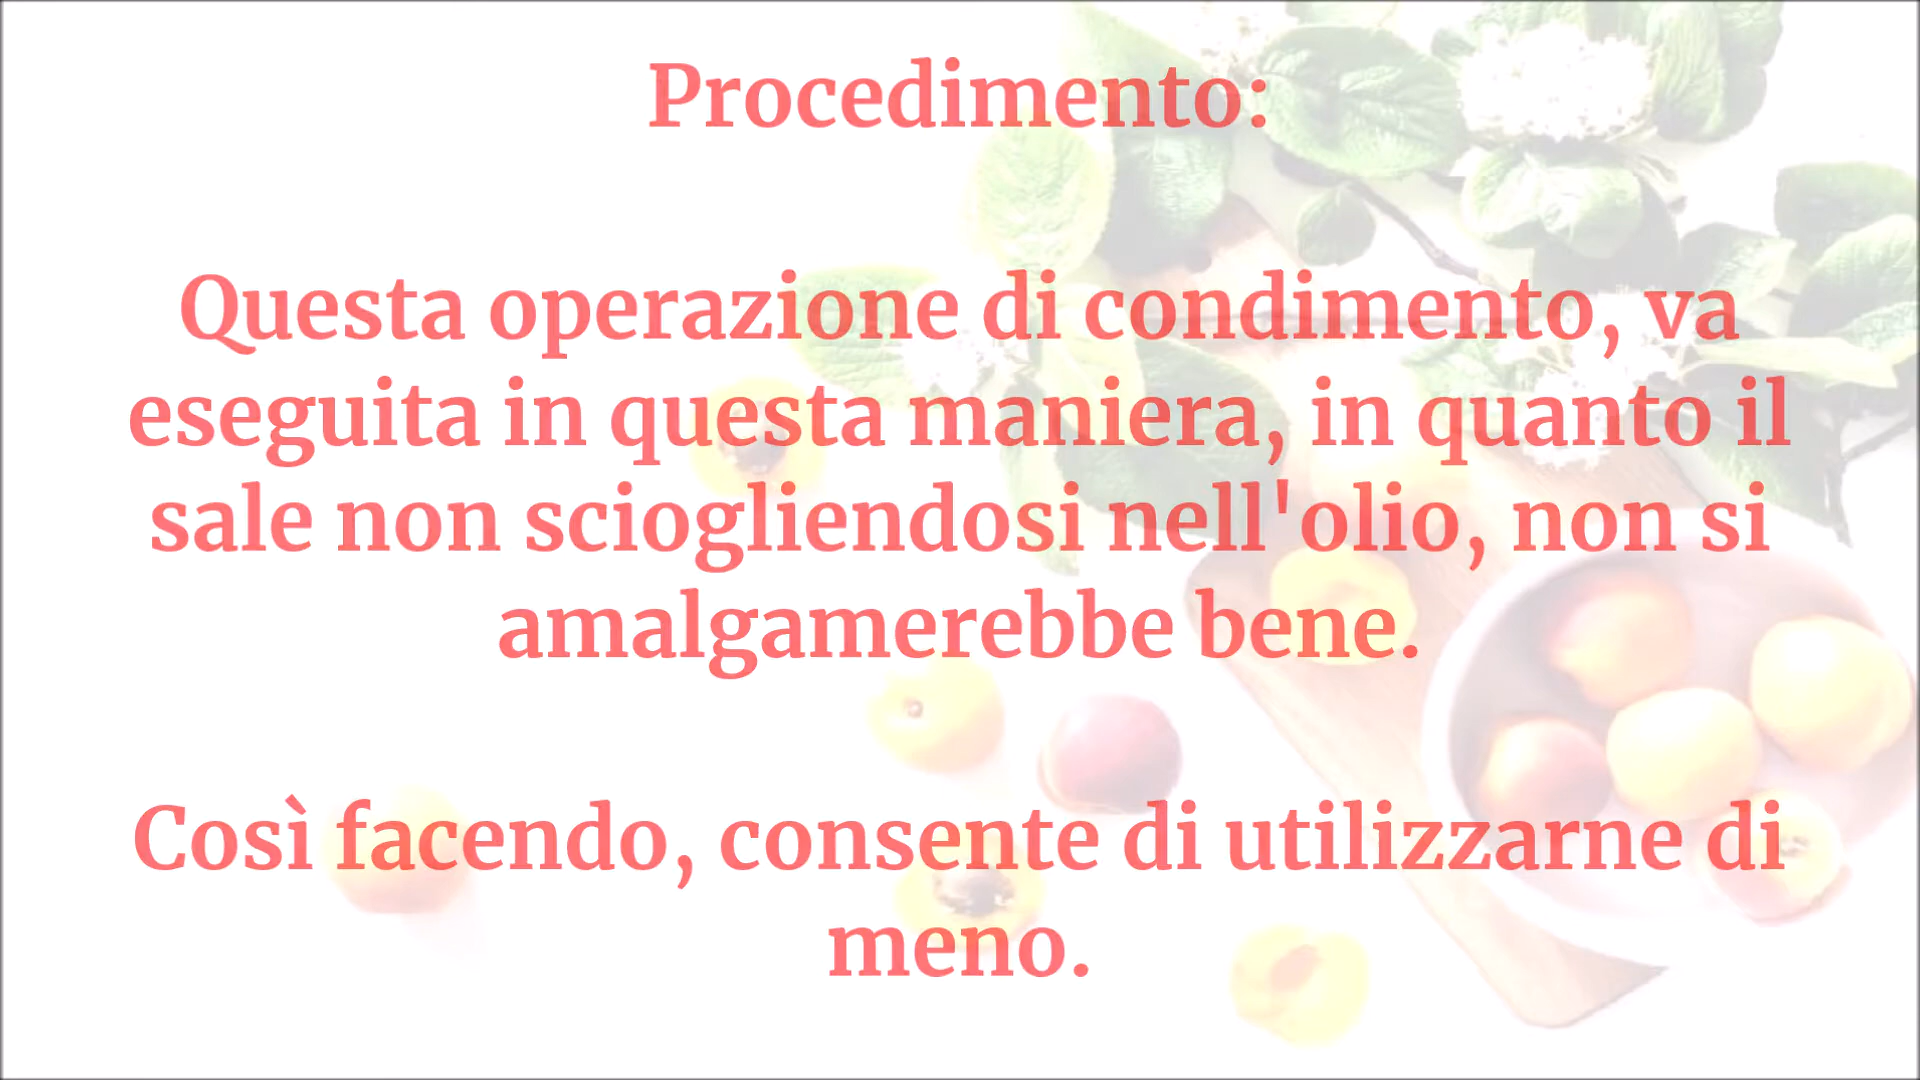 Procedimento:
Questa operazione di condimento, va
eseguita in questa maniera, in quanto il
sale non sciogliendosi nell'olio, non si
amalgamerebbe bene.
Così facendo, consente di utilizzarne di
meno.